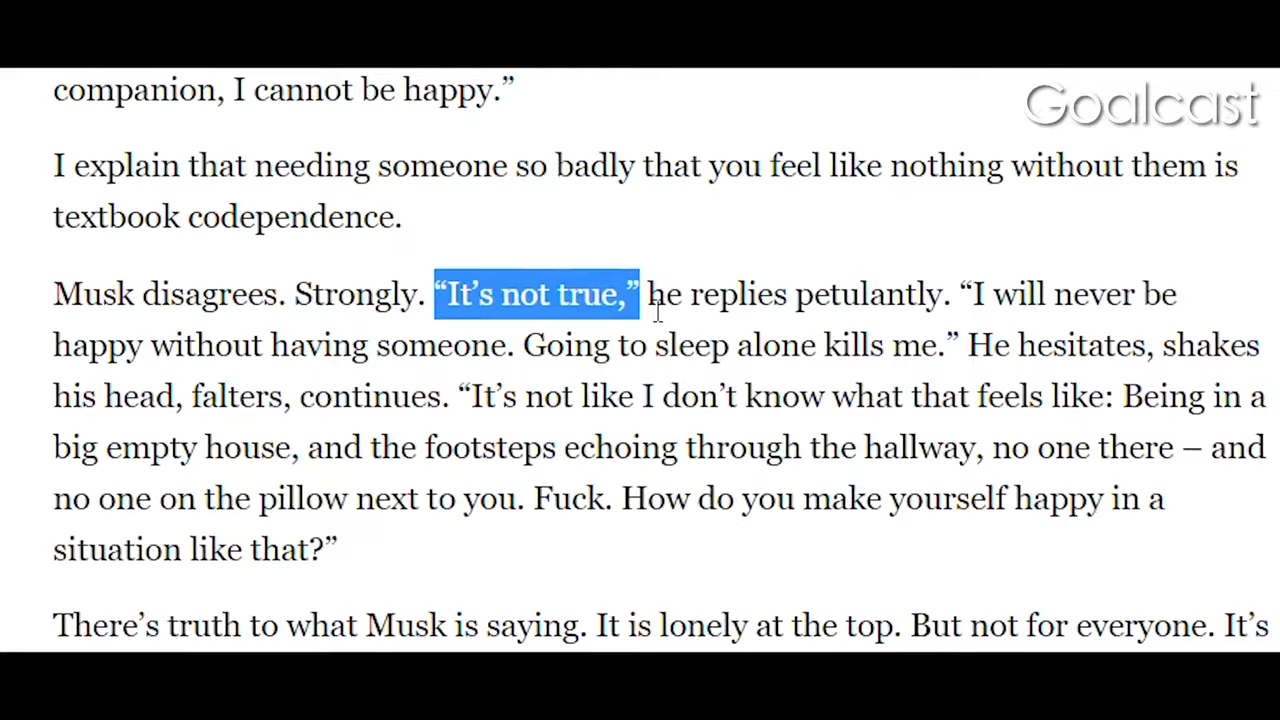 Goalcast
companion, I cannot be happy.”
I explain that needing someone so badly that you feel like nothing without them is
textbook codependence.
Musk disagrees. Strongly. “It’s not true,” he replies petulantly. “I will never be
happy without having someone. Going to sleep alone kills me.” He hesitates, shakes
his head, falters, continues. “It’s not like I don’t know what that feels like: Being in a
big empty house, and the footsteps echoing through the hallway, no one there – and
no one on the pillow next to you. Fuck. How do you make yourself happy in a
situation like that?”
There’s truth to what Musk is saying. It is lonely at the top. But not for everyone. It’s